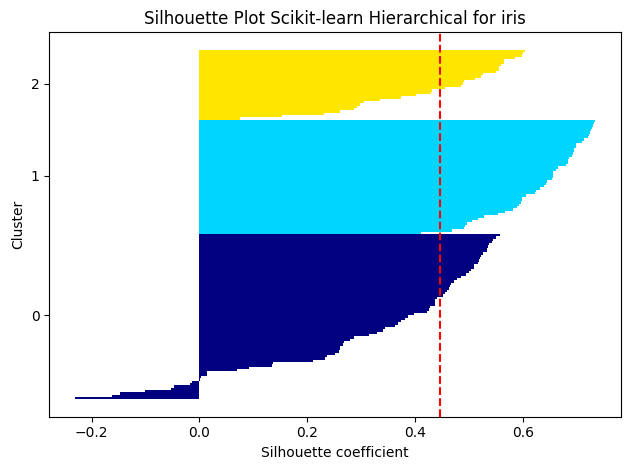 Silhouette Plot Scikit-learn Hierarchical for iris
2
1
0
Cluster
−0.2 0.0 0.2 0.4 0.6
Silhouette coefficient